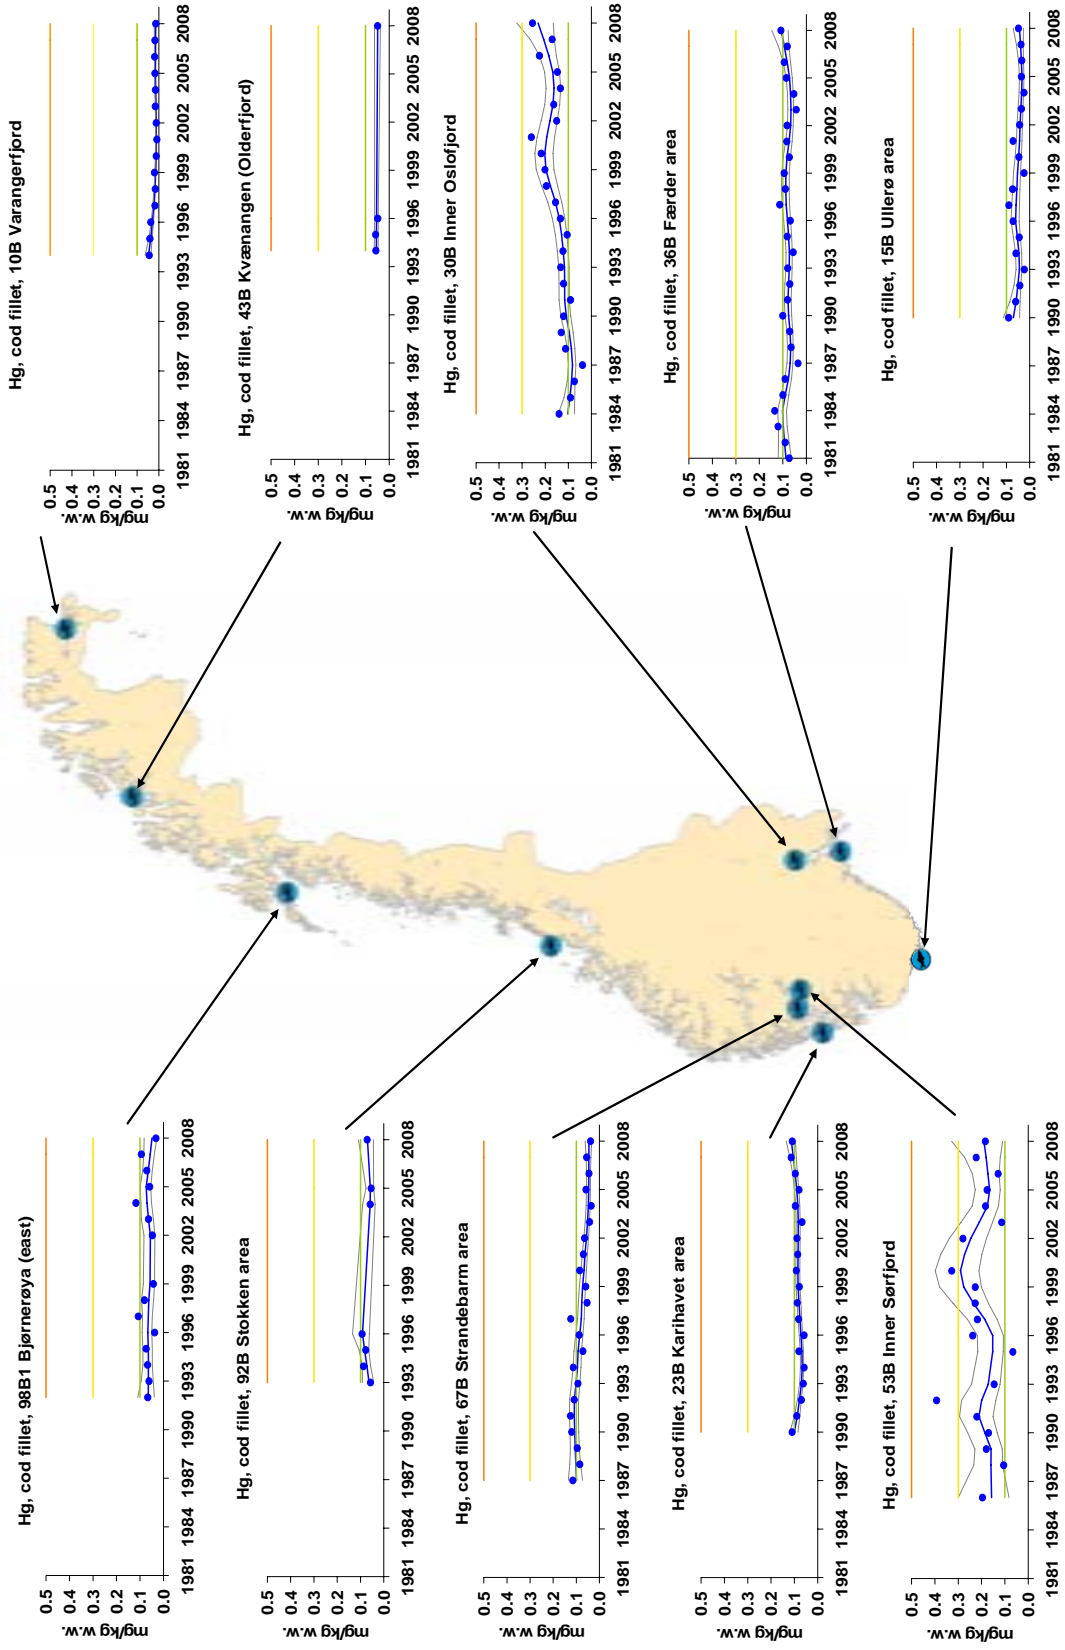 Hg, cod fillet, 98B1 Bjørnerøya (east)
mg/kg w.w.
0.5
0.4
0.3
0.2
0.1
0.0
1981 1984 1987 1990 1993 1996 1999 2002 2005 2008
Hg, cod fillet, 92B Stokken area
mg/kg w.w.
0.5
0.4
0.3
0.2
0.1
0.0
1981 1984 1987 1990 1993 1996 1999 2002 2005 2008
Hg, cod fillet, 67B Strandebarm area
mg/kg w.w.
0.5
0.4
0.3
0.2
0.1
0.0
1981 1984 1987 1990 1993 1996 1999 2002 2005 2008
Hg, cod fillet, 23B Karihavet area
mg/kg w.w.
0.5
0.4
0.3
0.2
0.1
0.0
1981 1984 1987 1990 1993 1996 1999 2002 2005 2008
Hg, cod fillet, 53B Inner Sørfjord
mg/kg w.w.
0.5
0.4
0.3
0.2
0.1
0.0
1981 1984 1987 1990 1993 1996 1999 2002 2005 2008
Hg, cod fillet, 10B Varangerfjord
mg/kg w.w.
0.5
0.4
0.3
0.2
0.1
0.0
1981 1984 1987 1990 1993 1996 1999 2002 2005 2008
Hg, cod fillet, 43B Kvænangen (Olderfjord)
mg/kg w.w.
0.5
0.4
0.3
0.2
0.1
0.0
1981 1984 1987 1990 1993 1996 1999 2002 2005 2008
Hg, cod fillet, 30B Inner Oslofjord
mg/kg w.w.
0.5
0.4
0.3
0.2
0.1
0.0
1981 1984 1987 1990 1993 1996 1999 2002 2005 2008
Hg, cod fillet, 36B Færder area
mg/kg w.w.
0.5
0.4
0.3
0.2
0.1
0.0
1981 1984 1987 1990 1993 1996 1999 2002 2005 2008
Hg, cod fillet, 15B Ullerø area
mg/kg w.w.
0.5
0.4
0.3
0.2
0.1
0.0
1981 1984 1987 1990 1993 1996 1999 2002 2005 2008